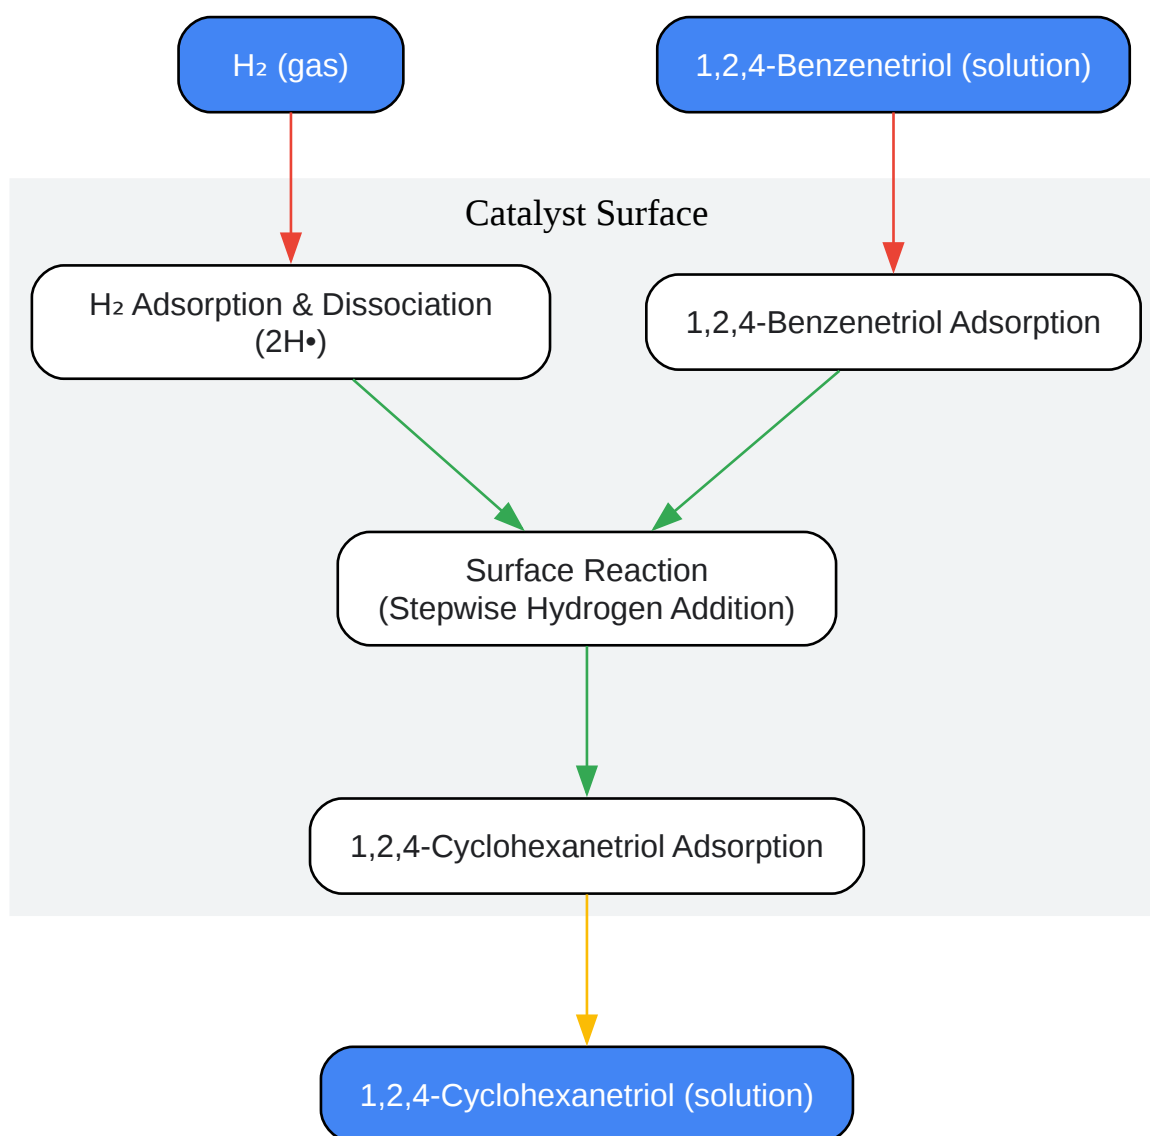 H₂ (gas)
1,2,4-Benzenetriol (solution)
Catalyst Surface
H₂ Adsorption & Dissociation
(2H•)
1,2,4-Benzenetriol Adsorption
Surface Reaction
(Stepwise Hydrogen Addition)
1,2,4-Cyclohexanetriol Adsorption
1,2,4-Cyclohexanetriol (solution)